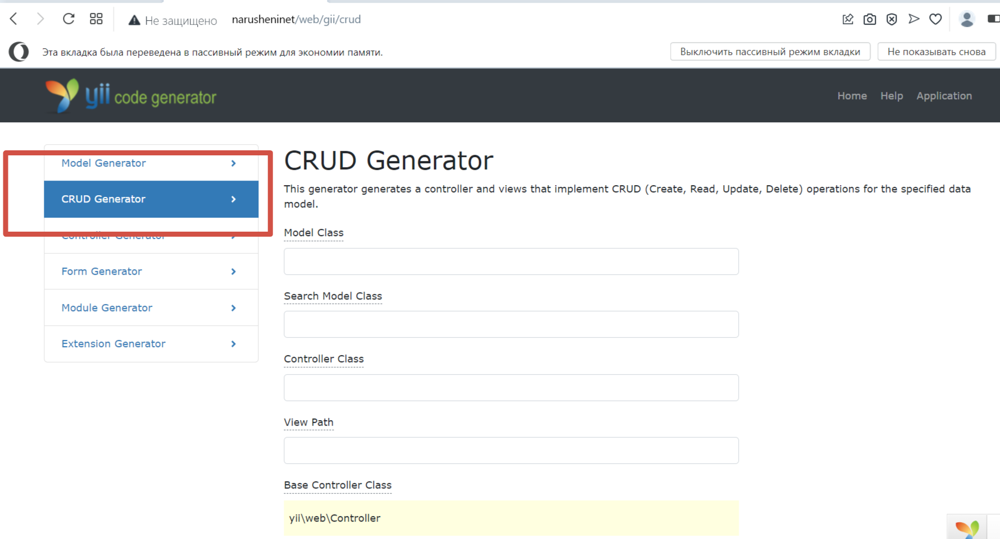 Не защищено narusheninet/web/gii/crud
Эта вкладка была переведена в пассивный режим для экономии памяти. Выключить пассивный режим вкладки Не показывать снова
yii code generator
Home Help Application
Model Generator
CRUD Generator
Controller Generator
Form Generator
Module Generator
Extension Generator
CRUD Generator
This generator generates a controller and views that implement CRUD (Create, Read, Update, Delete) operations for the specified data
model.
Model Class
Search Model Class
Controller Class
View Path
Base Controller Class
yii\web\Controller